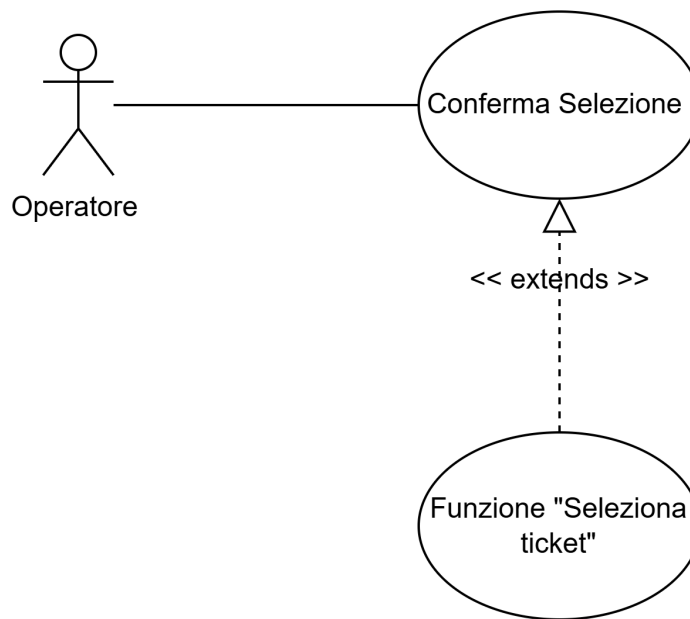 Conferma Selezione
Operatore
<< extends >>
Funzione "Seleziona
ticket"